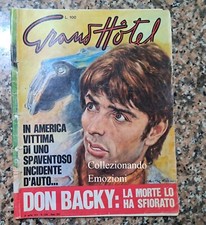 L. 100
Grand Hôtel
IN AMERICA
VITTIMA
DI UNO
SPAVENTOSO
INCIDENTE
D'AUTO...
Collezionando
Emozioni
DON BACKY: LA MORTE LO
HA SFIORATO